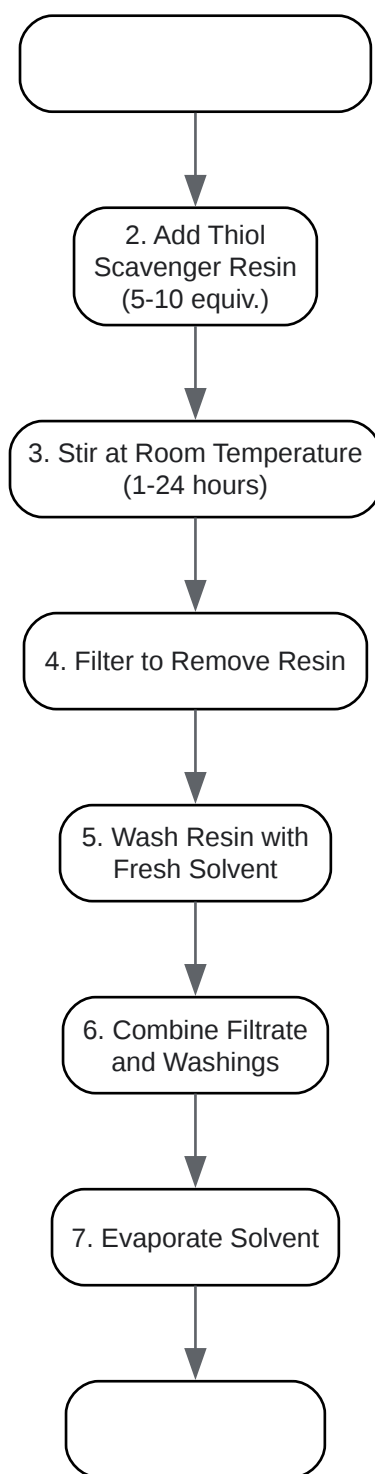 2. Add Thiol
Scavenger Resin
(5-10 equiv.)
3. Stir at Room Temperature
(1-24 hours)
4. Filter to Remove Resin
5. Wash Resin with
Fresh Solvent
6. Combine Filtrate
and Washings
7. Evaporate Solvent